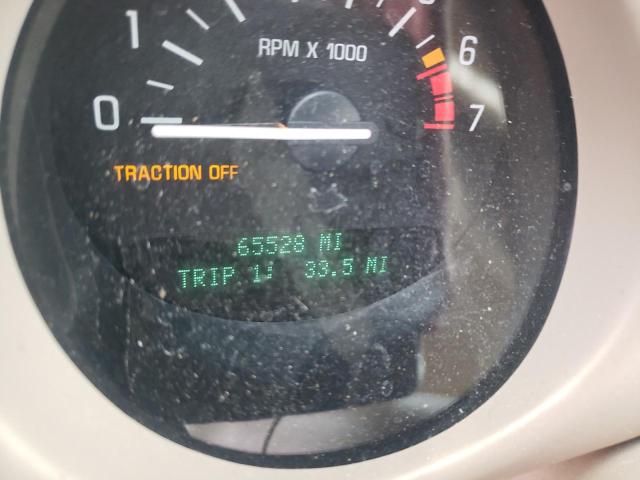 1
6
RPM X 1000
0
7
TRACTION OFF
65528 MI
TRIP 1: 33.5 MI